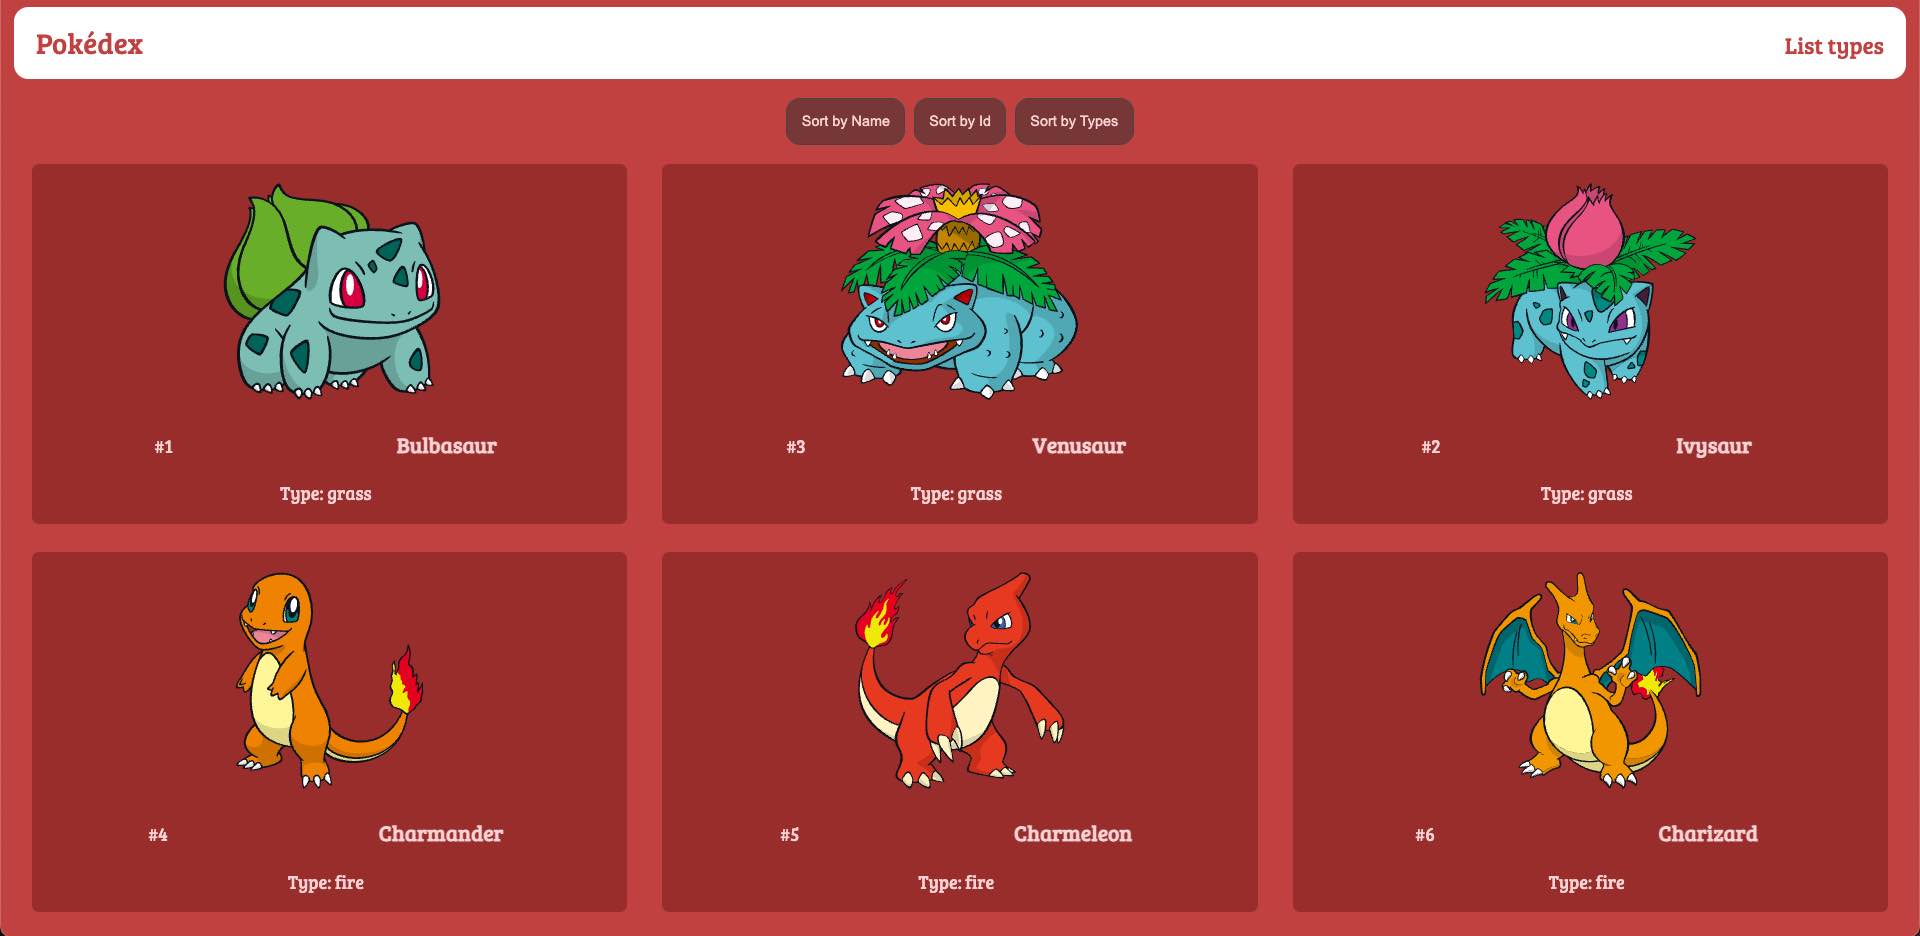 Pokédex
List types
Sort by Name
Sort by Id
Sort by Types
#1 Bulbasaur
Type: grass
#3 Venusaur
Type: grass
#2 Ivysaur
Type: grass
#4 Charmander
Type: fire
#5 Charmeleon
Type: fire
#6 Charizard
Type: fire